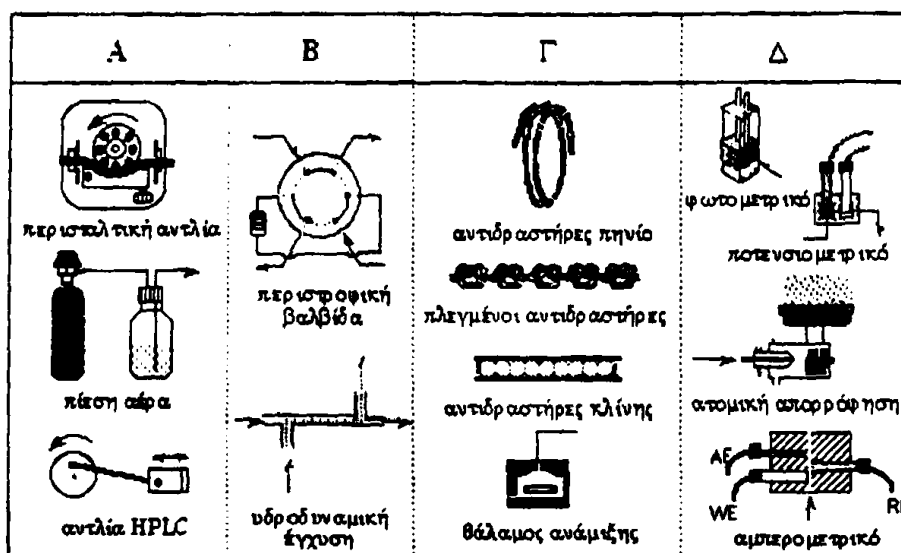 Α
Β
Γ
Δ
περισταλτική αντλία
πίεση αέρα
αντλία HPLC
περιστροφική
βαλβίδα
υδροδυναμική
έγχυση
αντιδραστήρες πηνίο
πλεγμένοι αντιδραστήρες
αντιδραστήρες κλίνης
θάλαμος ανάμιξης
φωτομετρικό
ποτενσιομετρικό
ατομική απορρόφηση
AE
WE
αμπερομετρικό